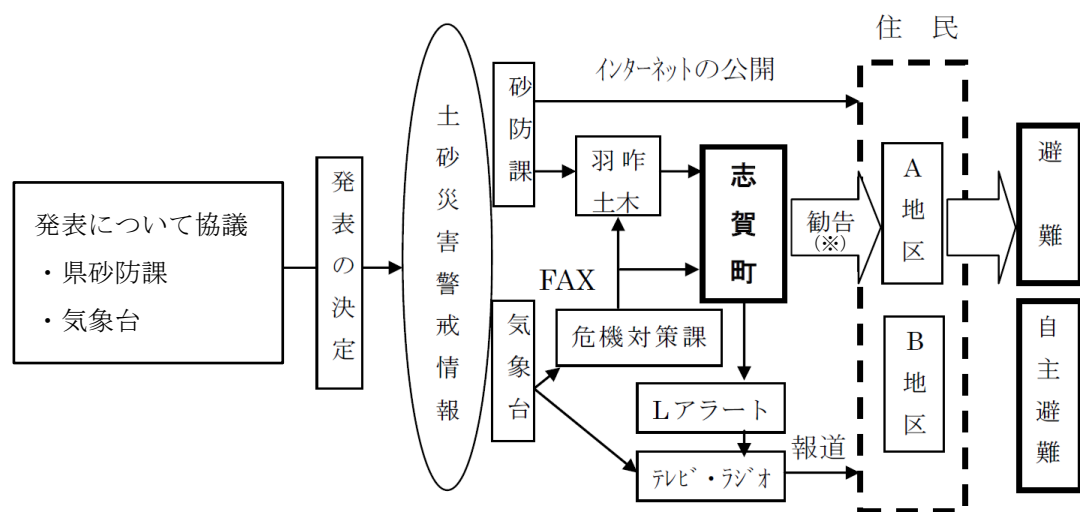 発表について協議
・県砂防課
・気象台
発表の決定
土砂災害警戒情報
砂防課
気象台
インターネットの公開
羽咋
土木
志賀町
FAX
危機対策課
Lアラート
テレビ・ラジオ
報道
勧告
(※)
住民
A地区
B地区
避難
自主避難